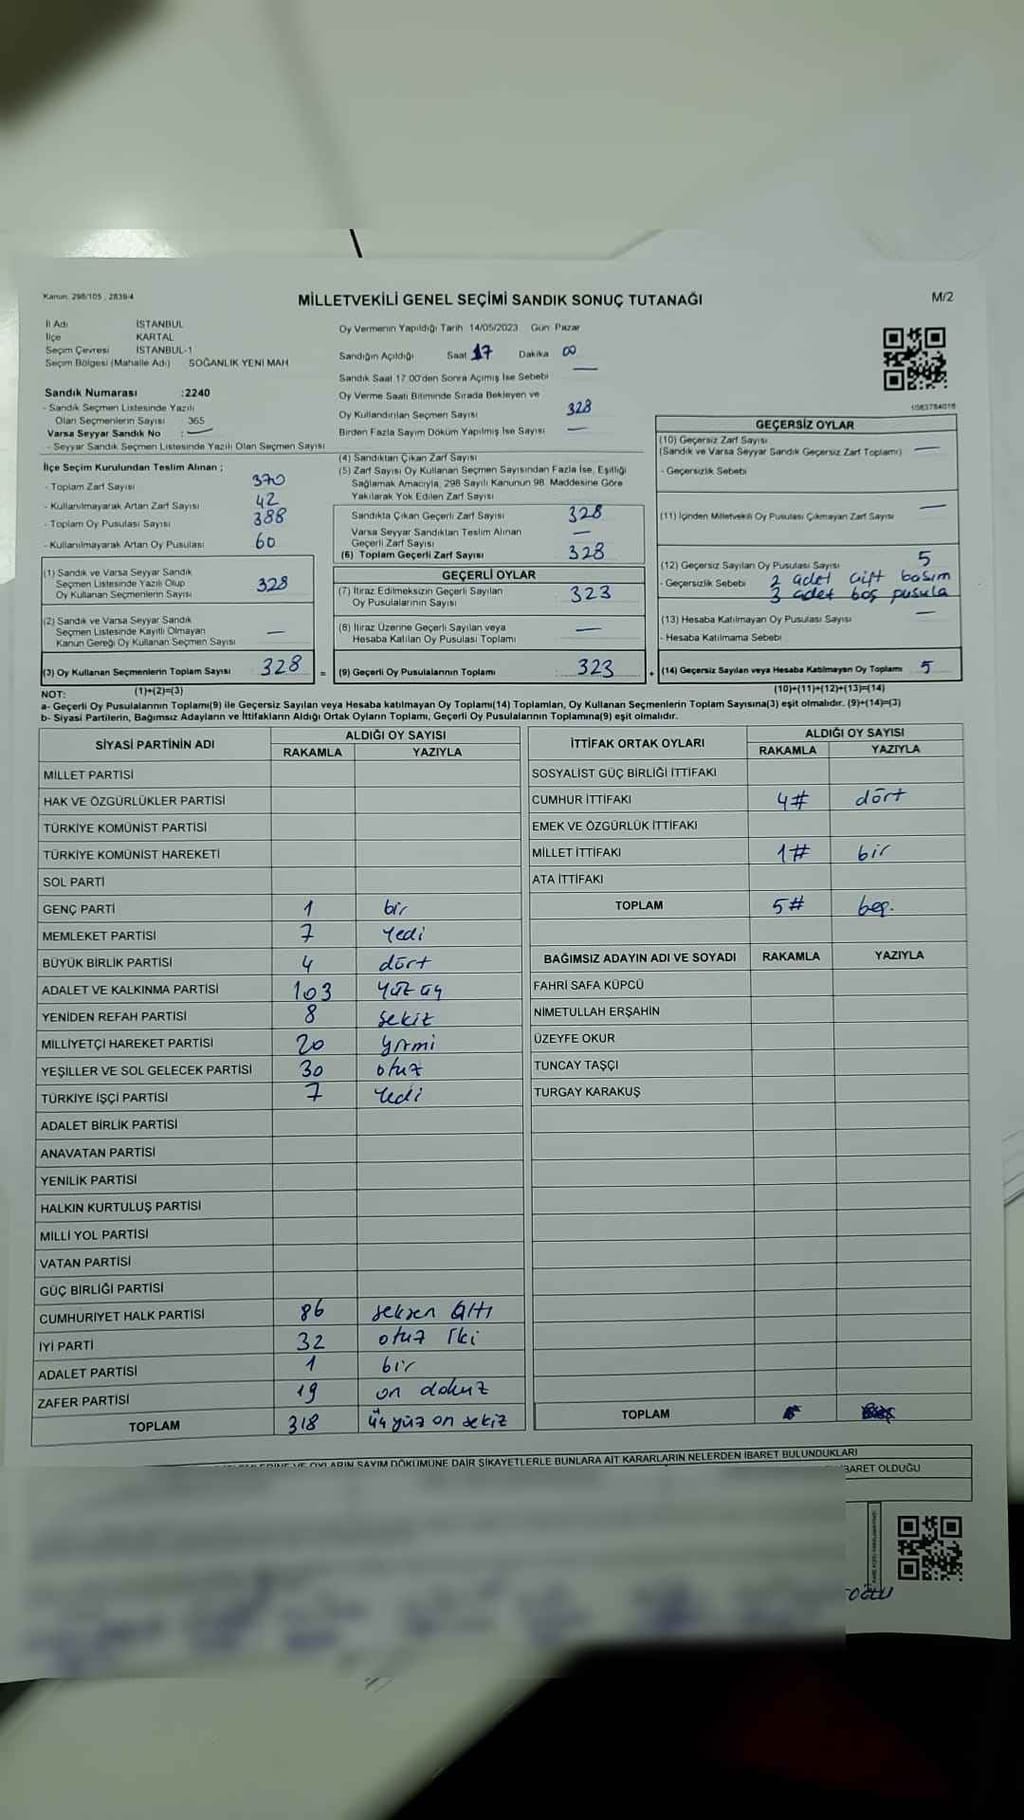 Kanun: 298/105 , 2839/4
MİLLETVEKİLİ GENEL SEÇİMİ SANDIK SONUÇ TUTANAĞI
M/2
İl Adı İSTANBUL
İlçe KARTAL
Seçim Çevresi İSTANBUL-1
Seçim Bölgesi (Mahalle Adı) SOĞANLIK YENİ MAH
Sandık Numarası :2240
- Sandık Seçmen Listesinde Yazılı
Olan Seçmenlerin Sayısı 365
Varsa Seyyar Sandık No : —
- Seyyar Sandık Seçmen Listesinde Yazılı Olan Seçmen Sayısı
Oy Vermenin Yapıldığı Tarih 14/05/2023 Gün Pazar
Sandığın Açıldığı Saat 17 Dakika 00
Sandık Saat 17.00'den Sonra Açımış İse Sebebi —
Oy Verme Saati Bitiminde Sırada Bekleyen ve
Oy Kullandırılan Seçmen Sayısı 328
Birden Fazla Sayım Döküm Yapılmış İse Sayısı —
1063784018
İlçe Seçim Kurulundan Teslim Alınan ;
- Toplam Zarf Sayısı 370
- Kullanılmayarak Artan Zarf Sayısı 42
- Toplam Oy Pusulası Sayısı 388
- Kullanılmayarak Artan Oy Pusulası 60
(1) Sandık ve Varsa Seyyar Sandık
Seçmen Listesinde Yazılı Olup
Oy Kullanan Seçmenlerin Sayısı 328
(2) Sandık ve Varsa Seyyar Sandık
Seçmen Listesinde Kayıtlı Olmayan
Kanun Gereği Oy Kullanan Seçmen Sayısı —
(3) Oy Kullanan Seçmenlerin Toplam Sayısı 328 =
(4) Sandıktan Çıkan Zarf Sayısı
(5) Zarf Sayısı Oy Kullanan Seçmen Sayısından Fazla İse, Eşitliği
Sağlamak Amacıyla, 298 Sayılı Kanunun 98. Maddesine Göre
Yakılarak Yok Edilen Zarf Sayısı
Sandıkta Çıkan Geçerli Zarf Sayısı 328
Varsa Seyyar Sandıktan Teslim Alınan
Geçerli Zarf Sayısı —
(6) Toplam Geçerli Zarf Sayısı 328
GEÇERLİ OYLAR
(7) İtiraz Edilmeksizin Geçerli Sayılan
Oy Pusulalarının Sayısı 323
(8) İtiraz Üzerine Geçerli Sayılan veya
Hesaba Katılan Oy Pusulası Toplamı —
(9) Geçerli Oy Pusulalarının Toplamı 323 +
GEÇERSİZ OYLAR
(10) Geçersiz Zarf Sayısı
(Sandık ve Varsa Seyyar Sandık Geçersiz Zarf Toplamı) —
- Geçersizlik Sebebi
(11) İçinden Milletvekili Oy Pusulası Çıkmayan Zarf Sayısı —
(12) Geçersiz Sayılan Oy Pusulası Sayısı 5
- Geçersizlik Sebebi 2 adet çift basım
3 adet boş pusula
(13) Hesaba Katılmayan Oy Pusulası Sayısı —
- Hesaba Katılmama Sebebi
(14) Geçersiz Sayılan veya Hesaba Katılmayan Oy Toplamı 5
NOT: (1)+(2)=(3) (10)+(11)+(12)+(13)=(14)
a- Geçerli Oy Pusulalarının Toplamı(9) ile Geçersiz Sayılan veya Hesaba katılmayan Oy Toplamı(14) Toplamları, Oy Kullanan Seçmenlerin Toplam Sayısına(3) eşit olmalıdır. (9)+(14)=(3)
b- Siyasi Partilerin, Bağımsız Adayların ve İttifakların Aldığı Ortak Oyların Toplamı, Geçerli Oy Pusulalarının Toplamına(9) eşit olmalıdır.
SİYASİ PARTİNİN ADI ALDIĞI OY SAYISI
RAKAMLA YAZIYLA
MİLLET PARTİSİ
HAK VE ÖZGÜRLÜKLER PARTİSİ
TÜRKİYE KOMÜNİST PARTİSİ
TÜRKİYE KOMÜNİST HAREKETİ
SOL PARTİ
GENÇ PARTİ 1 bir
MEMLEKET PARTİSİ 7 Yedi
BÜYÜK BİRLİK PARTİSİ 4 dört
ADALET VE KALKINMA PARTİSİ 103 Yüz üç
YENİDEN REFAH PARTİSİ 8 sekiz
MİLLİYETÇİ HAREKET PARTİSİ 20 yirmi
YEŞİLLER VE SOL GELECEK PARTİSİ 30 otuz
TÜRKİYE İŞÇİ PARTİSİ 7 Yedi
ADALET BİRLİK PARTİSİ
ANAVATAN PARTİSİ
YENİLİK PARTİSİ
HALKIN KURTULUŞ PARTİSİ
MİLLİ YOL PARTİSİ
VATAN PARTİSİ
GÜÇ BİRLİĞİ PARTİSİ
CUMHURİYET HALK PARTİSİ 86 seksen altı
İYİ PARTİ 32 otuz iki
ADALET PARTİSİ 1 bir
ZAFER PARTİSİ 19 on dokuz
TOPLAM 318 üç yüz on sekiz
İTTİFAK ORTAK OYLARI ALDIĞI OY SAYISI
RAKAMLA YAZIYLA
SOSYALİST GÜÇ BİRLİĞİ İTTİFAKI
CUMHUR İTTİFAKI 4# dört
EMEK VE ÖZGÜRLÜK İTTİFAKI
MİLLET İTTİFAKI 1# bir
ATA İTTİFAKI
TOPLAM 5# beş.
BAĞIMSIZ ADAYIN ADI VE SOYADI RAKAMLA YAZIYLA
FAHRİ SAFA KÜPCÜ
NİMETULLAH ERŞAHİN
ÜZEYFE OKUR
TUNCAY TAŞÇI
TURGAY KARAKUŞ
TOPLAM
OYLARIN SAYIM DÖKÜMÜNE DAİR ŞİKAYETLERLE BUNLARA AİT KARARLARIN NELERDEN İBARET BULUNDUKLARI
BARET OLDUĞU